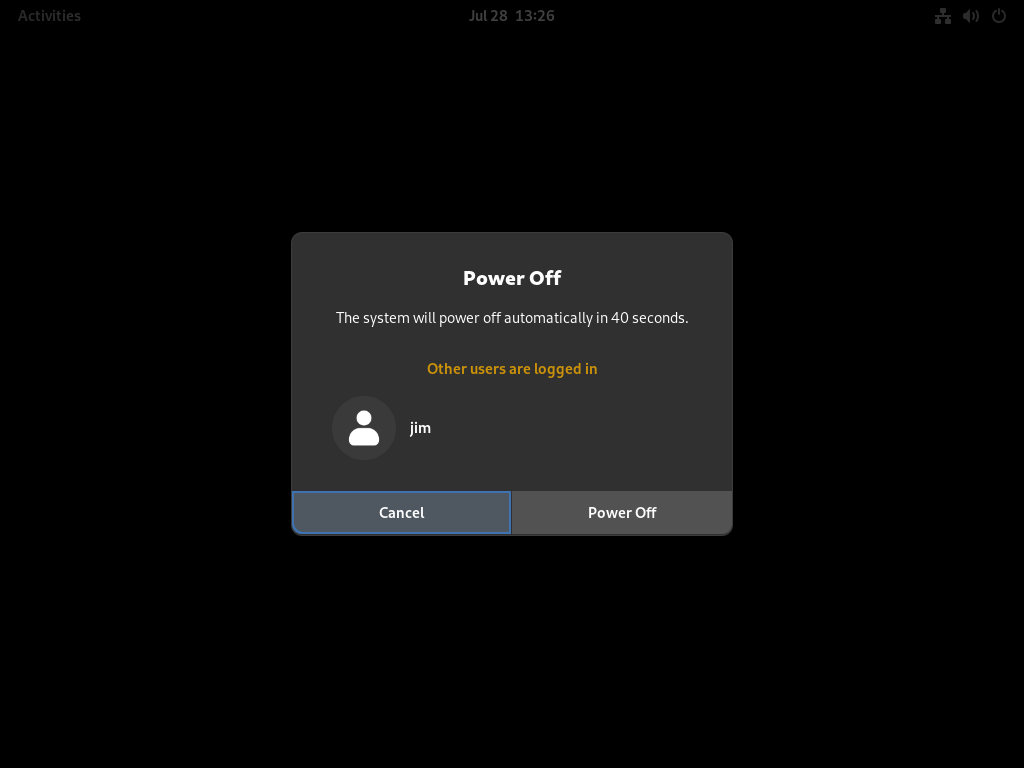 Activities
Jul 28 13:26
Power Off
The system will power off automatically in 40 seconds.
Other users are logged in
jim
Cancel
Power Off